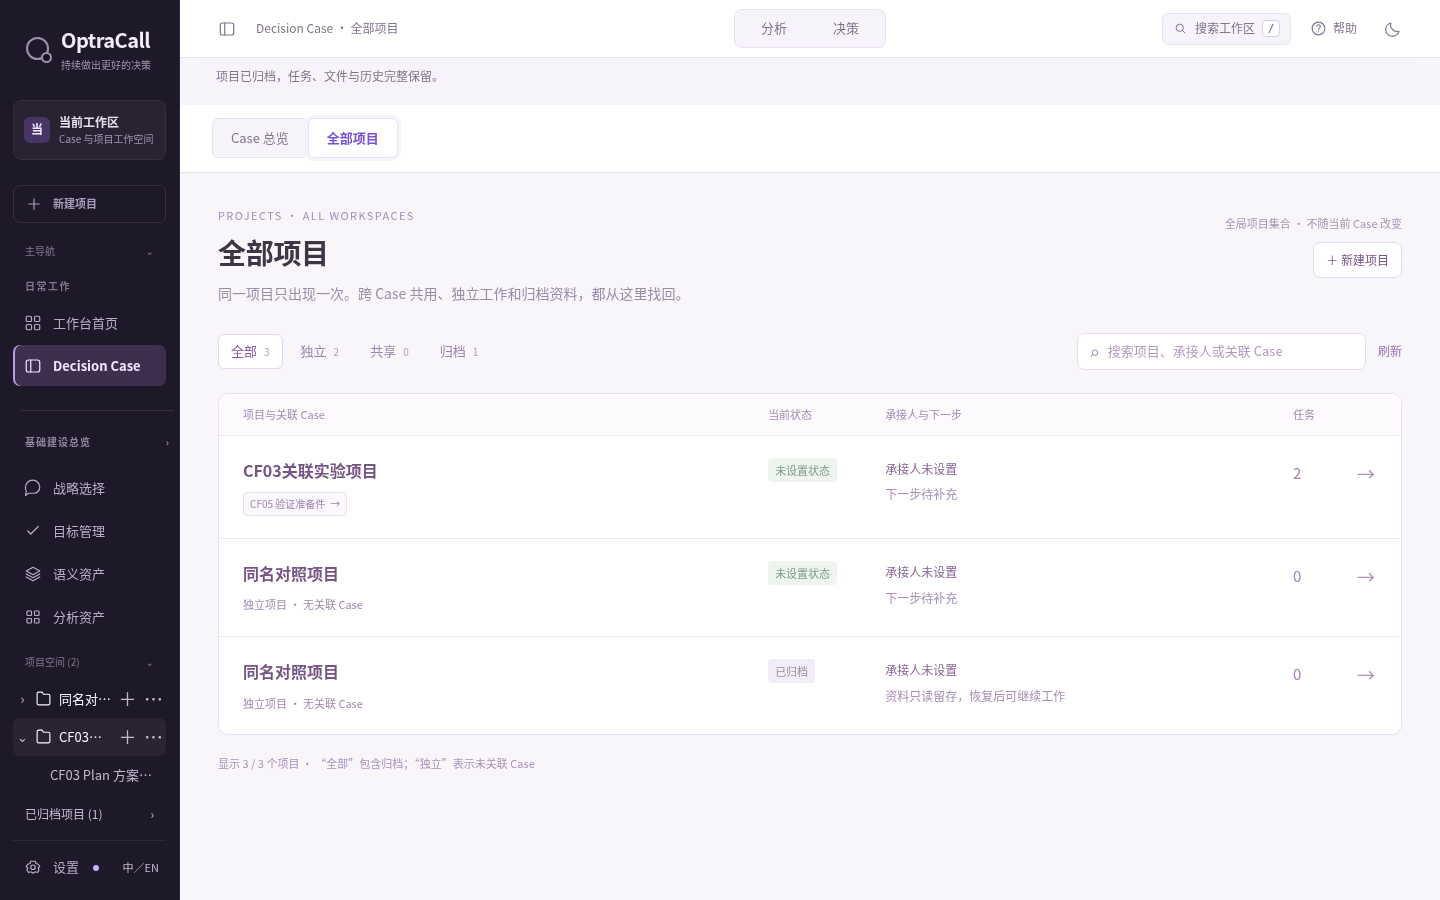 OptraCall
持续做出更好的决策
当
当前工作区
Case 与项目工作空间
新建项目
主导航
日常工作
工作台首页
Decision Case
基础建设总览
战略选择
目标管理
语义资产
分析资产
项目空间 (2)
同名对···
CF03···
CF03 Plan 方案···
已归档项目 (1)
设置
中／EN
Decision Case · 全部项目
分析
决策
搜索工作区 /
帮助
项目已归档，任务、文件与历史完整保留。
Case 总览
全部项目
PROJECTS · ALL WORKSPACES
全部项目
同一项目只出现一次。跨 Case 共用、独立工作和归档资料，都从这里找回。
全局项目集合 · 不随当前 Case 改变
＋ 新建项目
全部 3
独立 2
共享 0
归档 1
搜索项目、承接人或关联 Case
刷新
项目与关联 Case
当前状态
承接人与下一步
任务
CF03关联实验项目
CF05 验证准备件 →
未设置状态
承接人未设置
下一步待补充
2
→
同名对照项目
独立项目 · 无关联 Case
未设置状态
承接人未设置
下一步待补充
0
→
同名对照项目
独立项目 · 无关联 Case
已归档
承接人未设置
资料只读留存，恢复后可继续工作
0
→
显示 3 / 3 个项目 · “全部”包含归档；“独立”表示未关联 Case